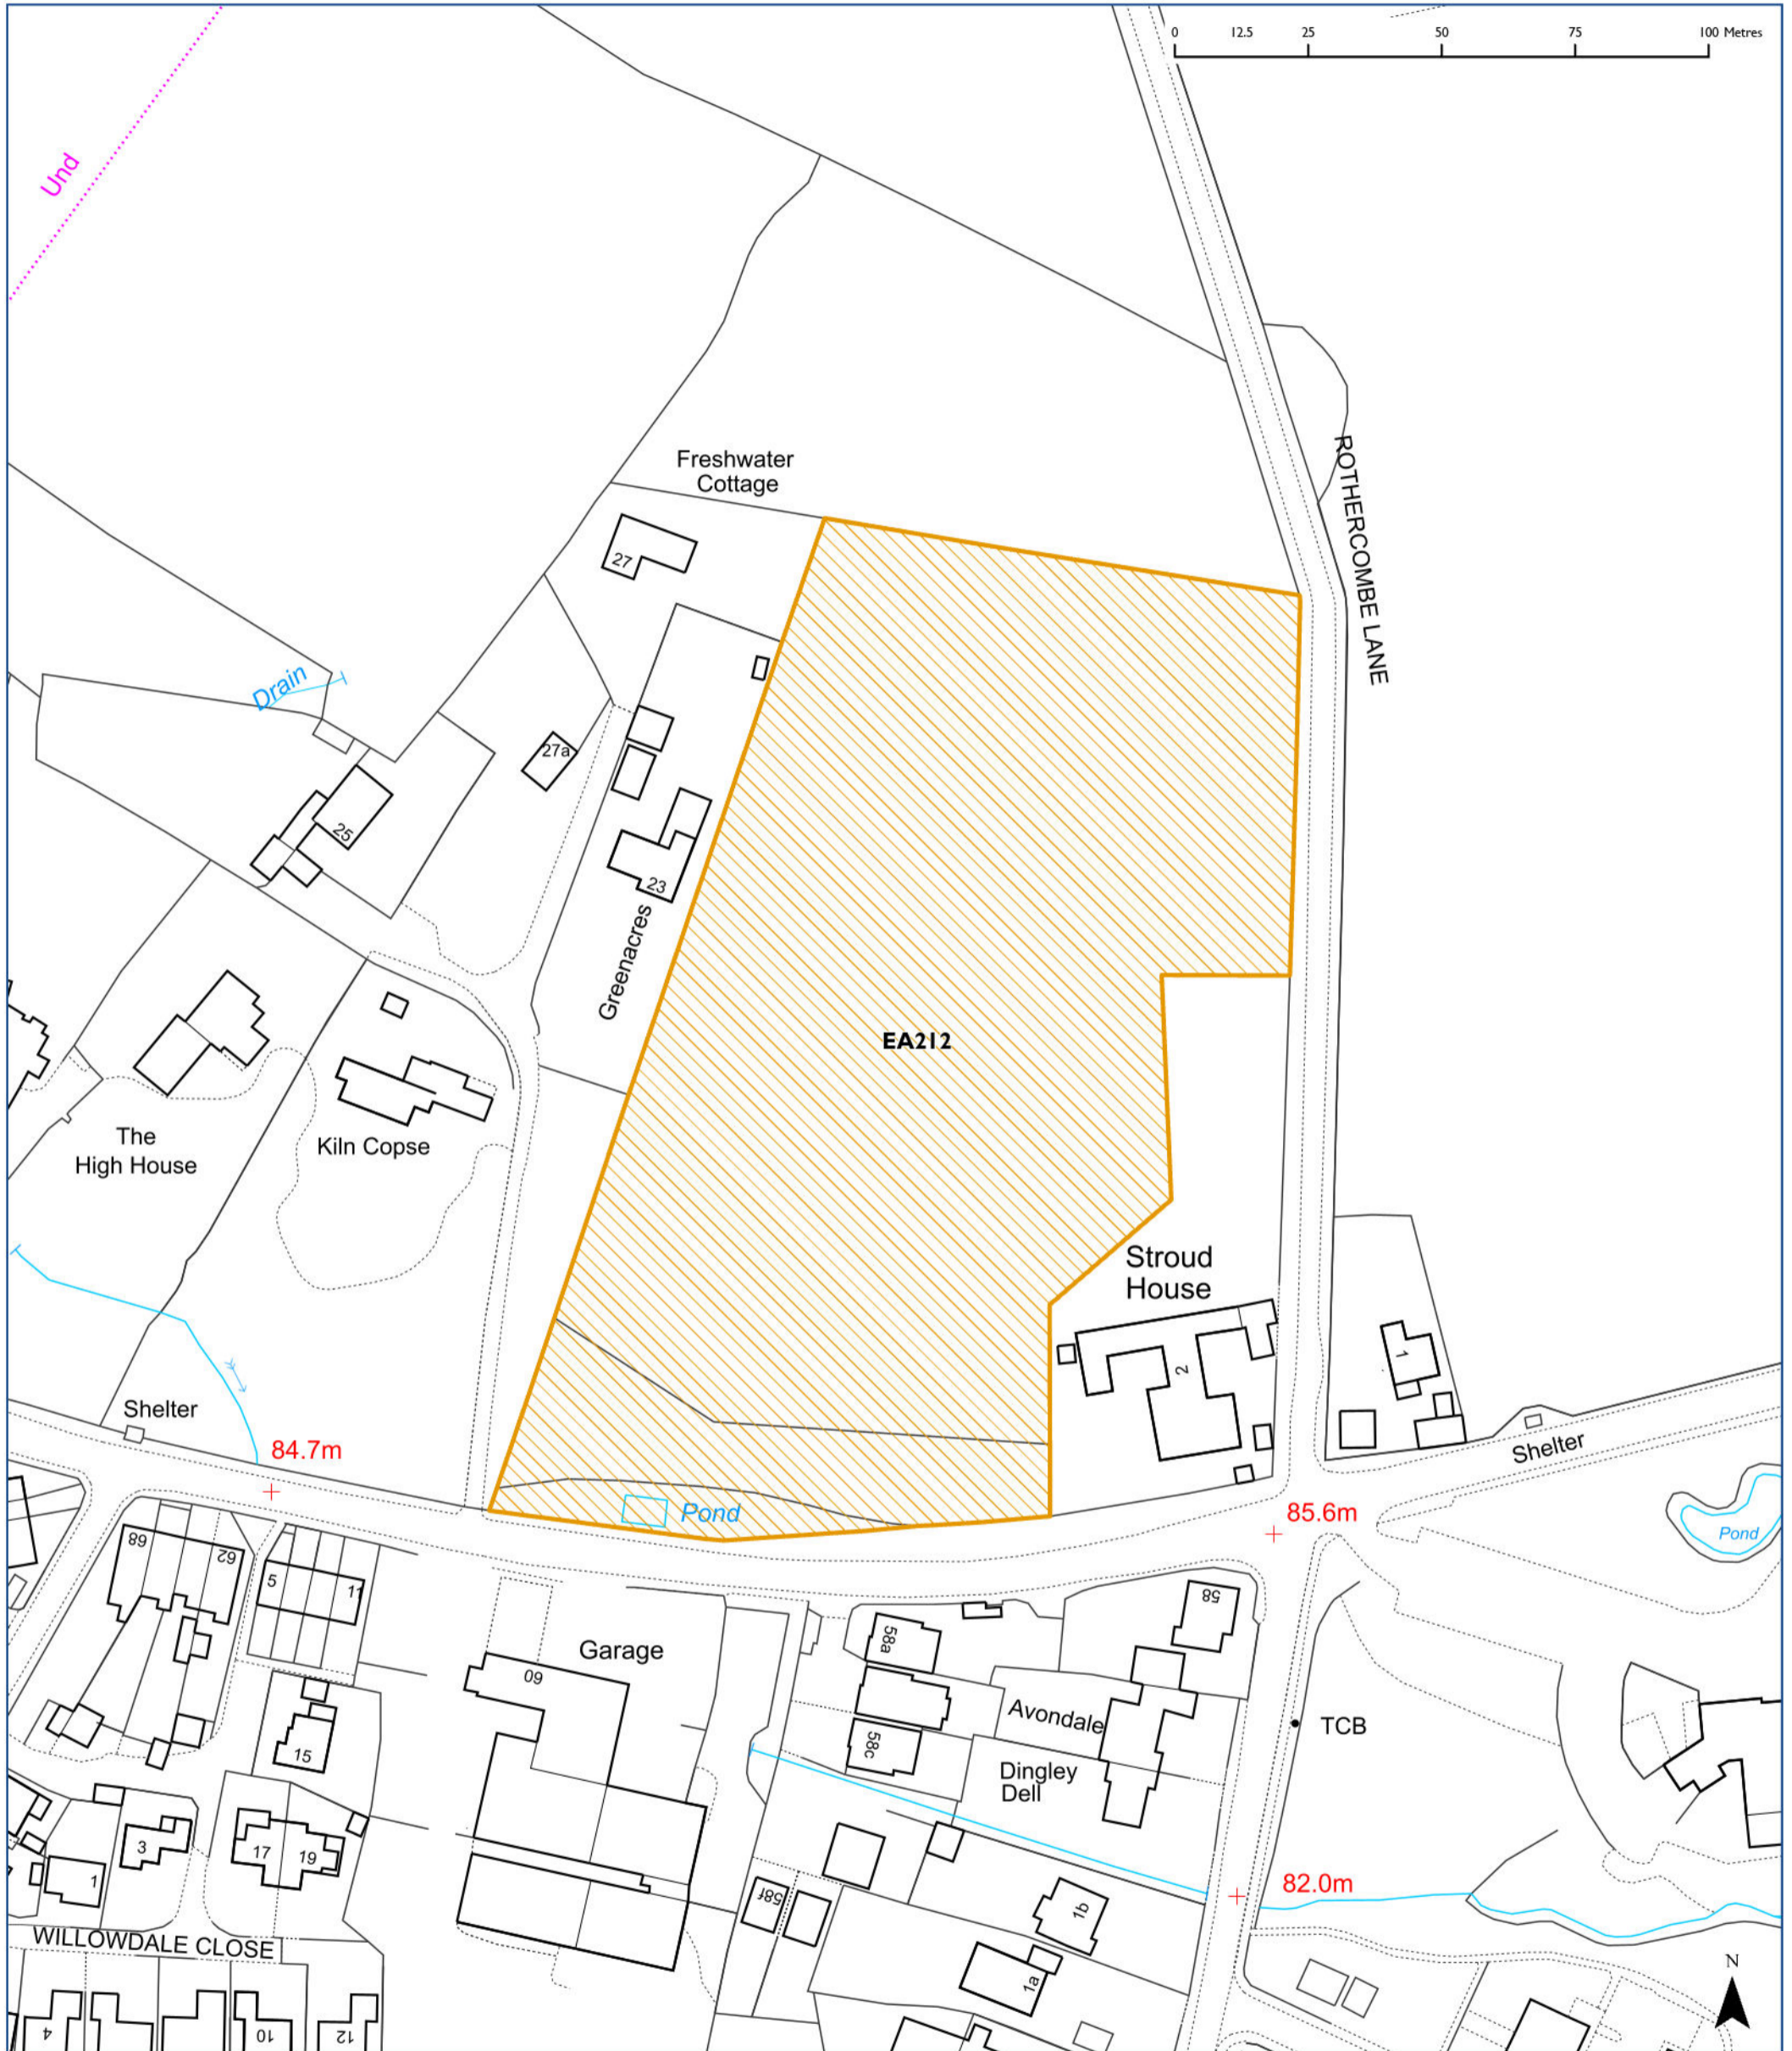 0 12.5 25 50 75 100 Metres
Und
Freshwater
Cottage
27
ROTHERCOMBE LANE
Drain
27a
25
23
Greenacres
EA212
The
High House
Kiln Copse
Stroud
House
2
1
Shelter
84.7m
Shelter
Pond
85.6m
Pond
68
62
5
11
58
58a
Garage
60
Avondale
TCB
15
58c
Dingley
Dell
3
17
19
1
82.0m
58f
1b
WILLOWDALE CLOSE
N
1a
4
10
12